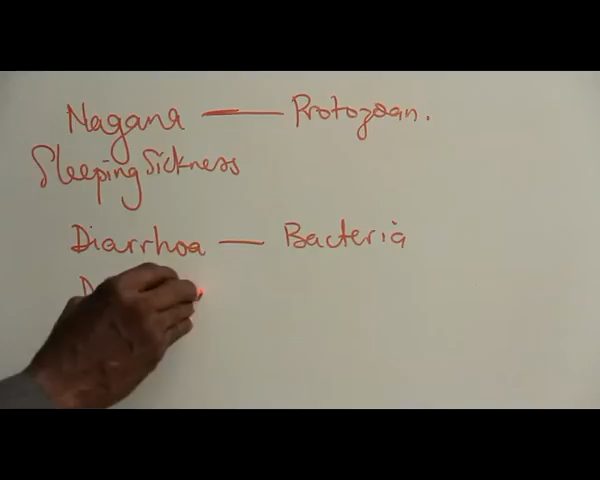 Nagana — Protozoan.
Sleeping Sickness
Diarrhoa — Bacteria